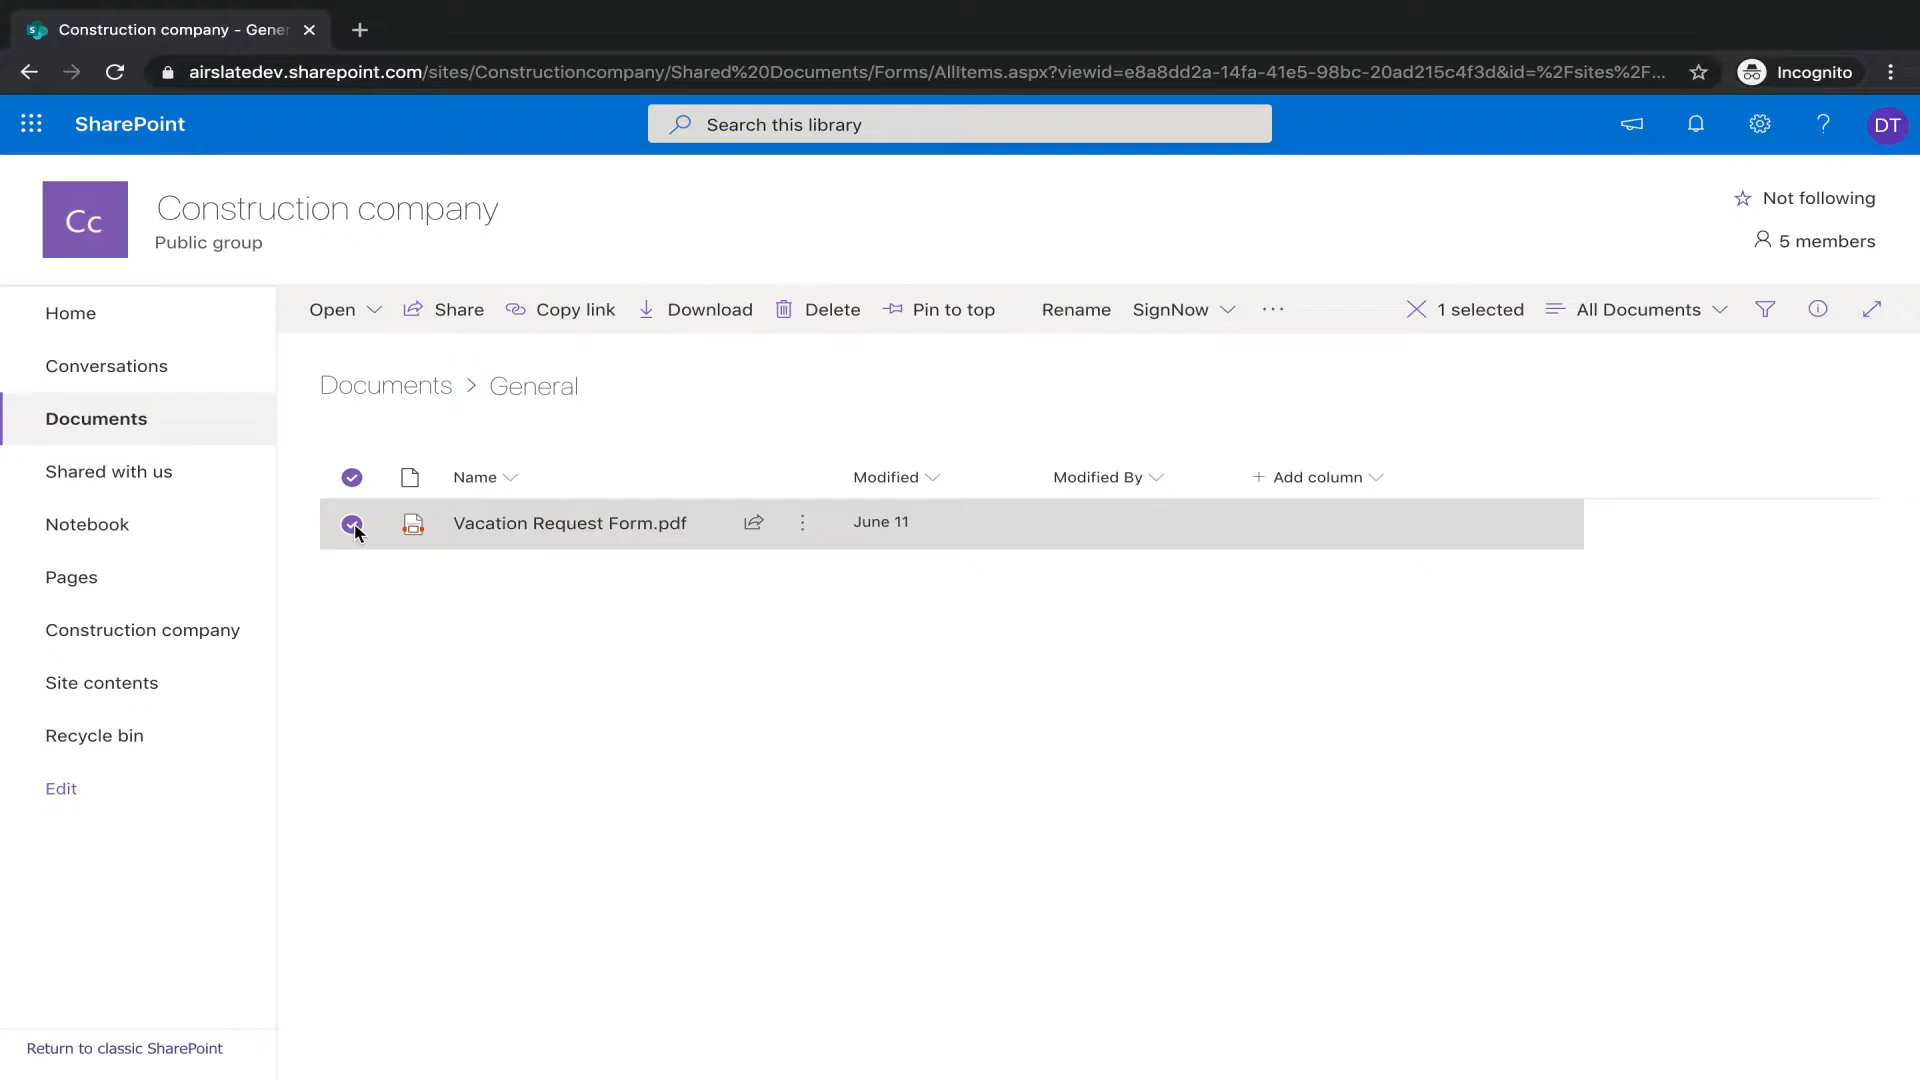 Construction company - Gener
airslatedev.sharepoint.com/sites/Constructioncompany/Shared%20Documents/Forms/AllItems.aspx?viewid=e8a8dd2a-14fa-41e5-98bc-20ad215c4f3d&id=%2Fsites%2F...
Incognito
SharePoint
Search this library
DT
Cc
Construction company
Public group
Not following
5 members
Home
Conversations
Documents
Shared with us
Notebook
Pages
Construction company
Site contents
Recycle bin
Edit
Return to classic SharePoint
Open Share Copy link Download Delete Pin to top Rename SignNow ··· 1 selected All Documents
Documents > General
Name Modified Modified By + Add column
Vacation Request Form.pdf June 11